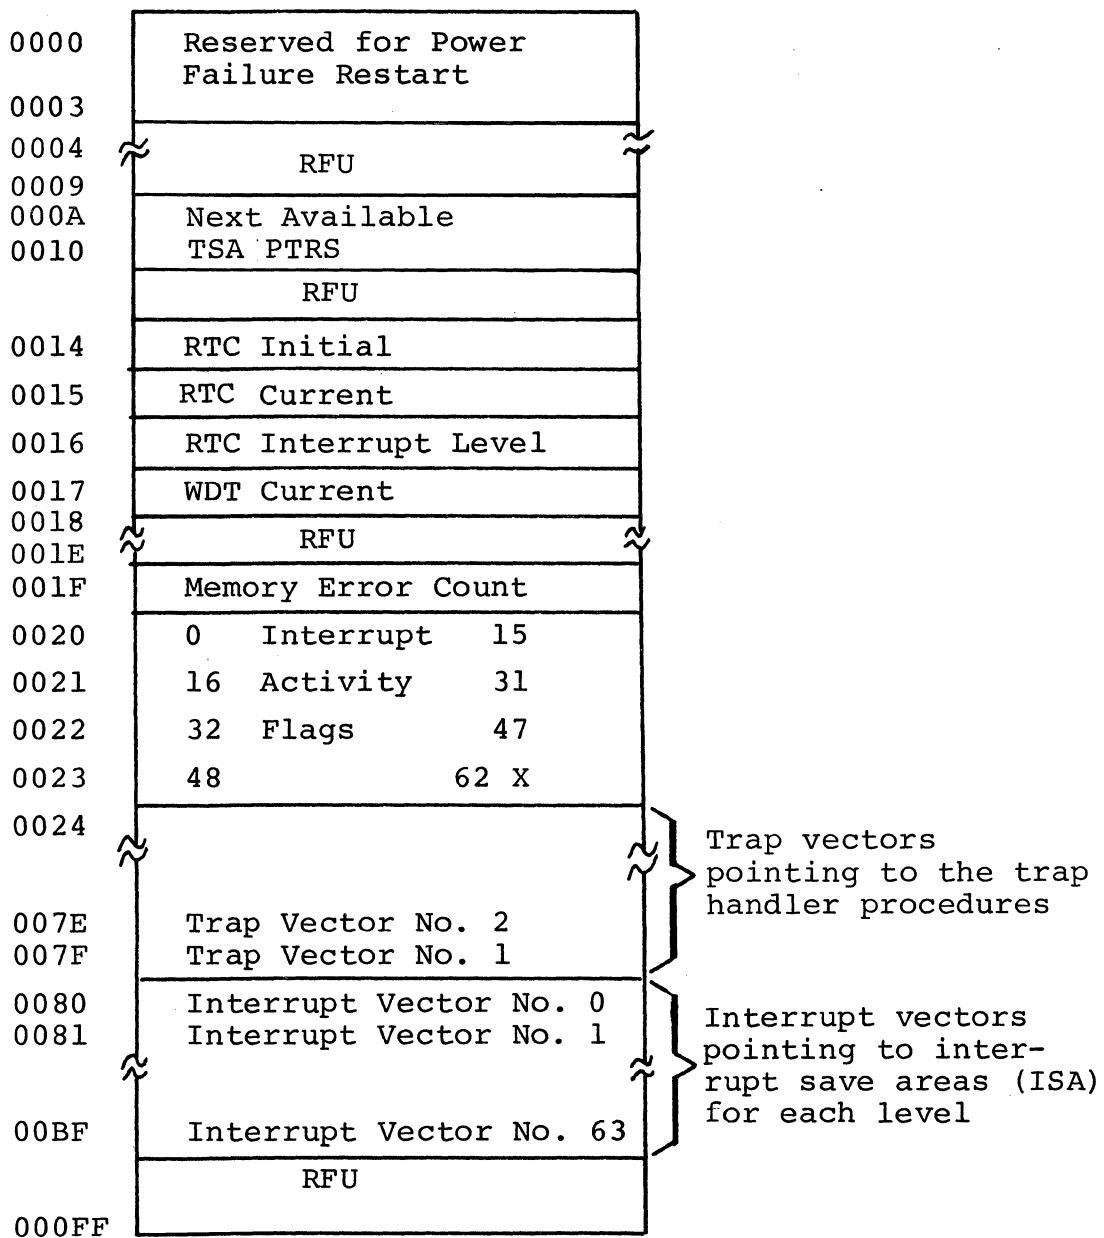 0000 Reserved for Power
Failure Restart
0003
0004
RFU
0009
000A Next Available
0010 TSA PTRS
RFU
0014 RTC Initial
0015 RTC Current
0016 RTC Interrupt Level
0017 WDT Current
0018
RFU
001E
001F Memory Error Count
0020 0 Interrupt 15
0021 16 Activity 31
0022 32 Flags 47
0023 48 62 X
0024
Trap vectors
pointing to the trap
handler procedures
007E Trap Vector No. 2
007F Trap Vector No. 1
0080 Interrupt Vector No. 0
0081 Interrupt Vector No. 1
Interrupt vectors
pointing to inter-
rupt save areas (ISA)
for each level
00BF Interrupt Vector No. 63
RFU
000FF